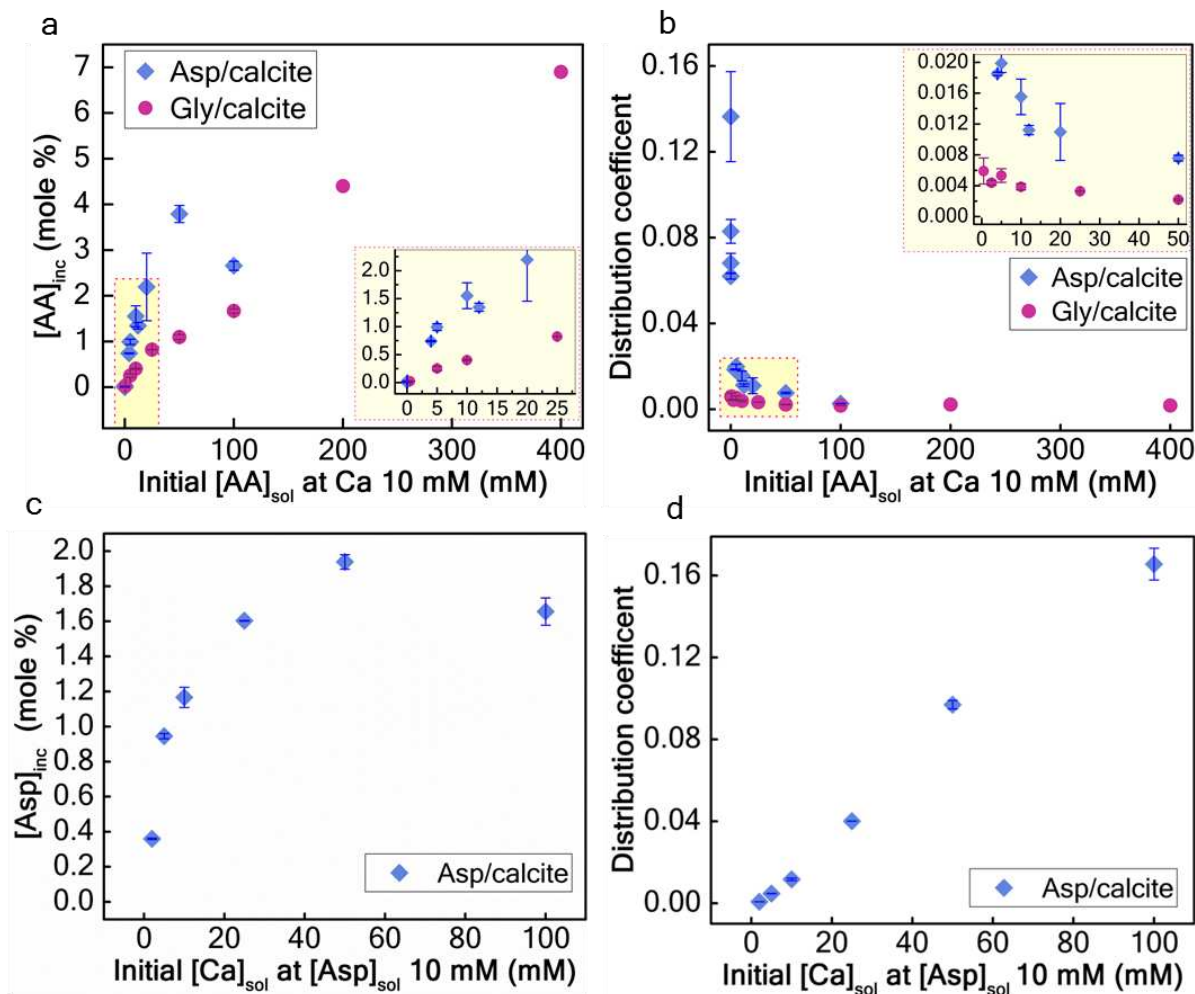 a
7
6
5
4
3
2
1
0
[AA]inc (mole %)
Asp/calcite
Gly/calcite
2.0
1.5
1.0
0.5
0.0
0 5 10 15 20 25
0 100 200 300 400
Initial [AA]sol at Ca 10 mM (mM)
b
0.16
0.12
0.08
0.04
0.00
Distribution coefficent
0.020
0.016
0.012
0.008
0.004
0.000
0 10 20 30 40 50
Asp/calcite
Gly/calcite
0 100 200 300 400
Initial [AA]sol at Ca 10 mM (mM)
c
2.0
1.8
1.6
1.4
1.2
1.0
0.8
0.6
0.4
0.2
0.0
[Asp]inc (mole %)
Asp/calcite
0 20 40 60 80 100
Initial [Ca]sol at [Asp]sol 10 mM (mM)
d
0.16
0.12
0.08
0.04
0.00
Distribution coefficent
Asp/calcite
0 20 40 60 80 100
Initial [Ca]sol at [Asp]sol 10 mM (mM)